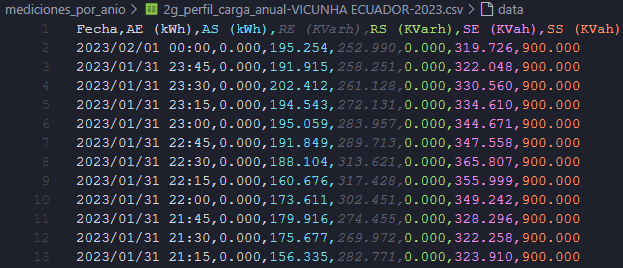 mediciones_por_anio > 2g_perfil_carga_anual-VICUNHA ECUADOR-2023.csv > data
1 Fecha,AE (kWh),AS (kWh),RE (KVarh),RS (KVarh),SE (KVah),SS (KVah)
2 2023/02/01 00:00,0.000,195.254,252.990,0.000,319.726,900.000
3 2023/01/31 23:45,0.000,191.915,258.251,0.000,322.048,900.000
4 2023/01/31 23:30,0.000,202.412,261.128,0.000,330.560,900.000
5 2023/01/31 23:15,0.000,194.543,272.131,0.000,334.610,900.000
6 2023/01/31 23:00,0.000,195.059,283.957,0.000,344.671,900.000
7 2023/01/31 22:45,0.000,191.849,289.713,0.000,347.558,900.000
8 2023/01/31 22:30,0.000,188.104,313.621,0.000,365.807,900.000
9 2023/01/31 22:15,0.000,160.676,317.428,0.000,355.999,900.000
10 2023/01/31 22:00,0.000,173.611,302.451,0.000,349.242,900.000
11 2023/01/31 21:45,0.000,179.916,274.455,0.000,328.296,900.000
12 2023/01/31 21:30,0.000,175.677,269.972,0.000,322.258,900.000
13 2023/01/31 21:15,0.000,156.335,282.771,0.000,323.910,900.000